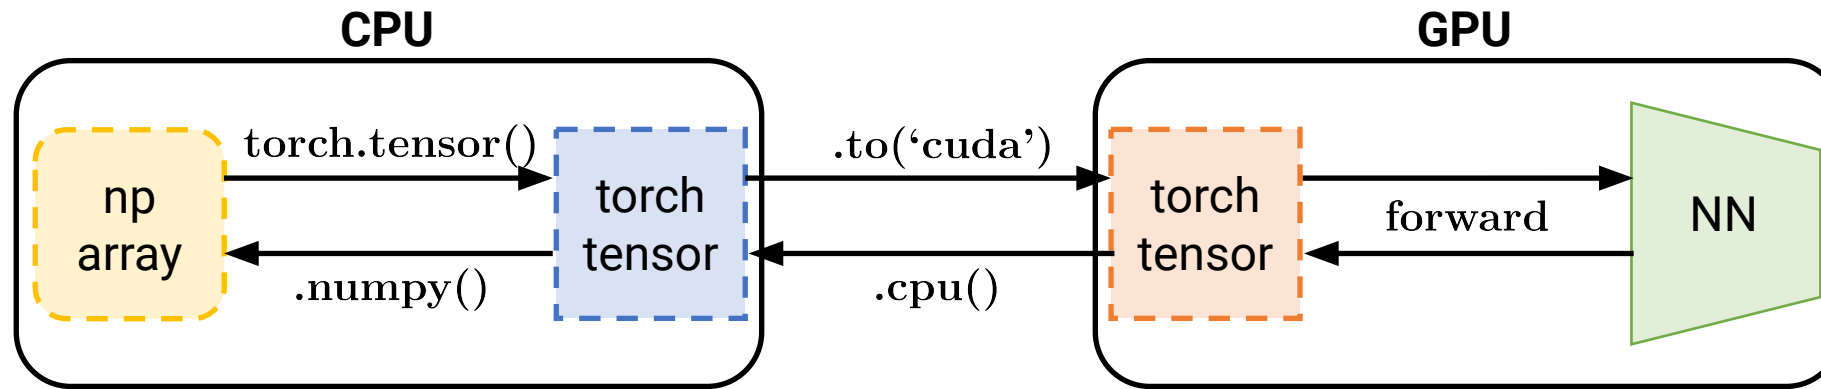 CPU
GPU
np
array
torch.tensor()
.numpy()
torch
tensor
.to(‘cuda’)
.cpu()
torch
tensor
forward
NN